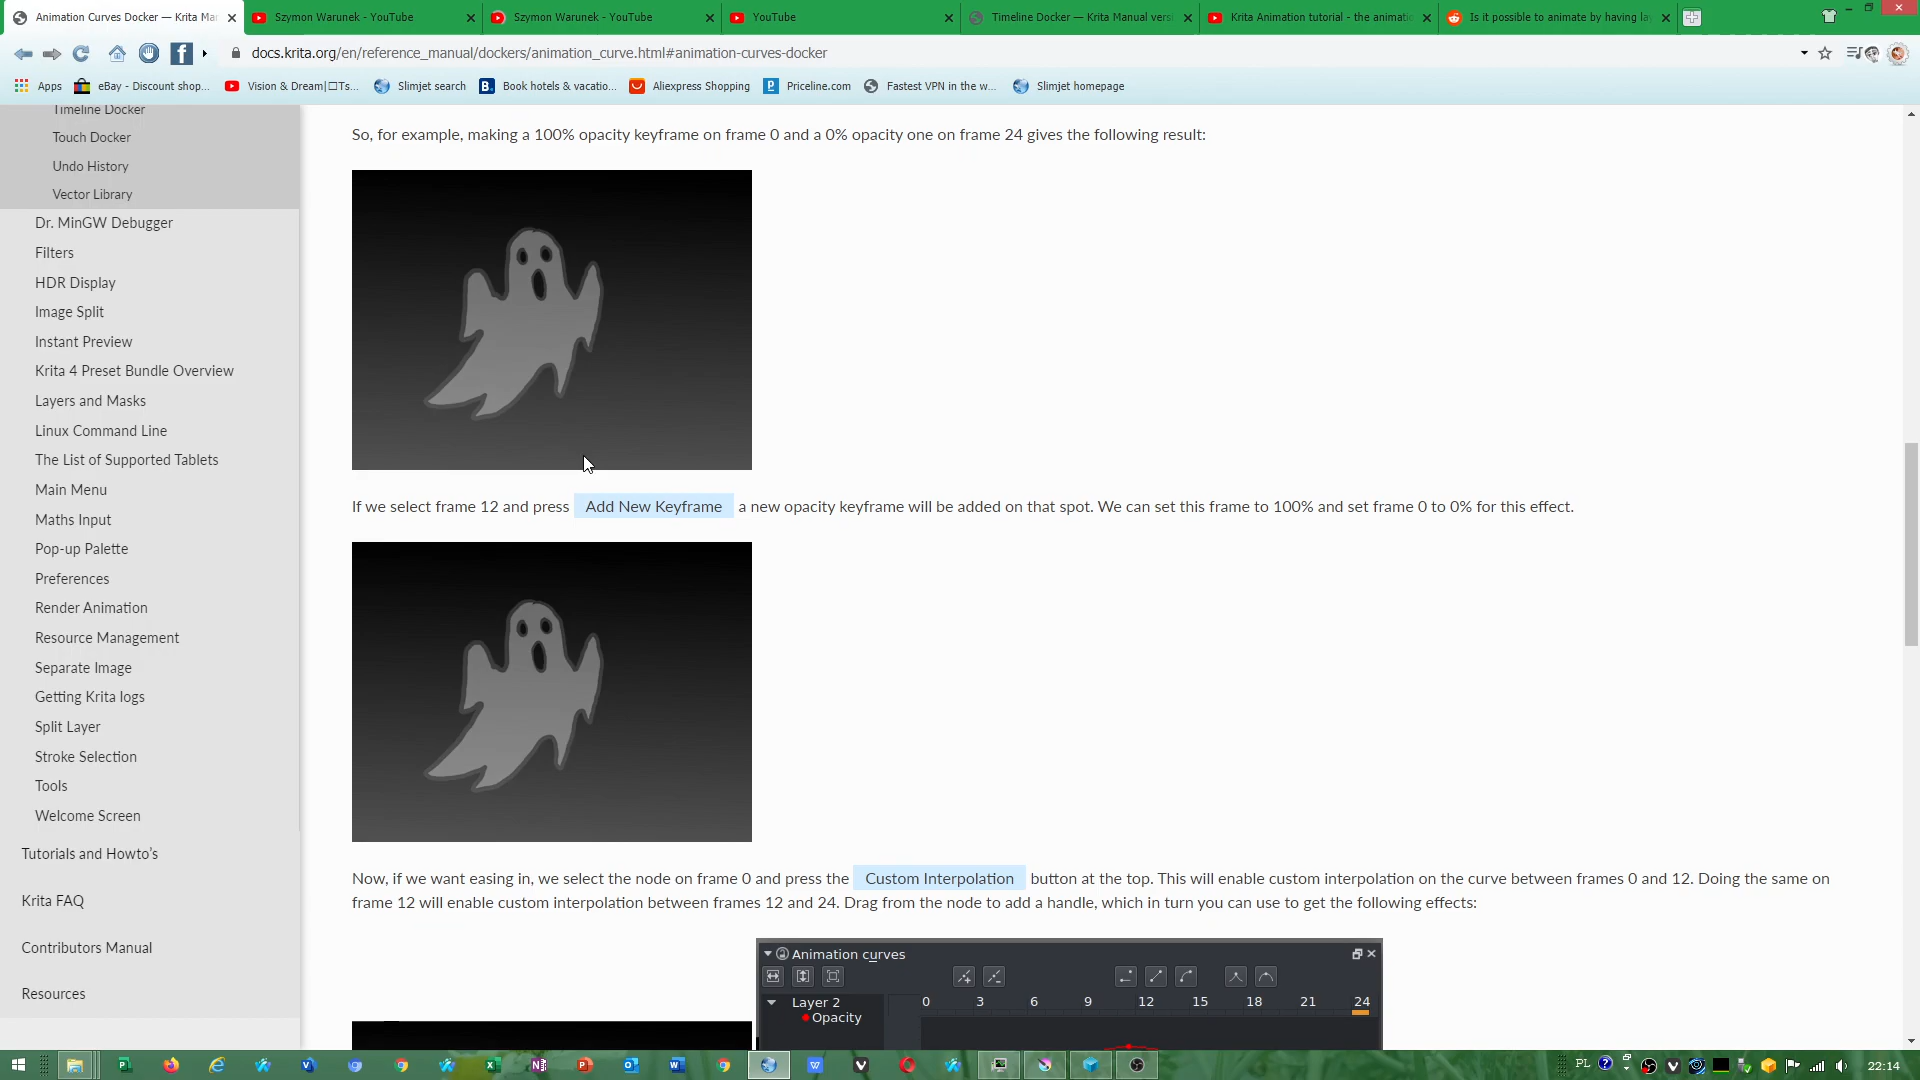 Animation Curves Docker — Krita Ma
Szymon Warunek - YouTube
Szymon Warunek - YouTube
YouTube
Timeline Docker — Krita Manual versi
Krita Animation tutorial - the animatio
Is it possible to animate by having la
docs.krita.org/en/reference_manual/dockers/animation_curve.html#animation-curves-docker
Apps
eBay - Discount shop...
Vision & Dream|□Ts...
Slimjet search
Book hotels & vacatio...
Aliexpress Shopping
Priceline.com
Fastest VPN in the w...
Slimjet homepage
Timeline Docker
Touch Docker
Undo History
Vector Library
Dr. MinGW Debugger
Filters
HDR Display
Image Split
Instant Preview
Krita 4 Preset Bundle Overview
Layers and Masks
Linux Command Line
The List of Supported Tablets
Main Menu
Maths Input
Pop-up Palette
Preferences
Render Animation
Resource Management
Separate Image
Getting Krita logs
Split Layer
Stroke Selection
Tools
Welcome Screen
Tutorials and Howto's
Krita FAQ
Contributors Manual
Resources
So, for example, making a 100% opacity keyframe on frame 0 and a 0% opacity one on frame 24 gives the following result:
If we select frame 12 and press Add New Keyframe a new opacity keyframe will be added on that spot. We can set this frame to 100% and set frame 0 to 0% for this effect.
Now, if we want easing in, we select the node on frame 0 and press the Custom Interpolation button at the top. This will enable custom interpolation on the curve between frames 0 and 12. Doing the same on
frame 12 will enable custom interpolation between frames 12 and 24. Drag from the node to add a handle, which in turn you can use to get the following effects:
Animation curves
Layer 2
Opacity
0 3 6 9 12 15 18 21 24
PL
22:14